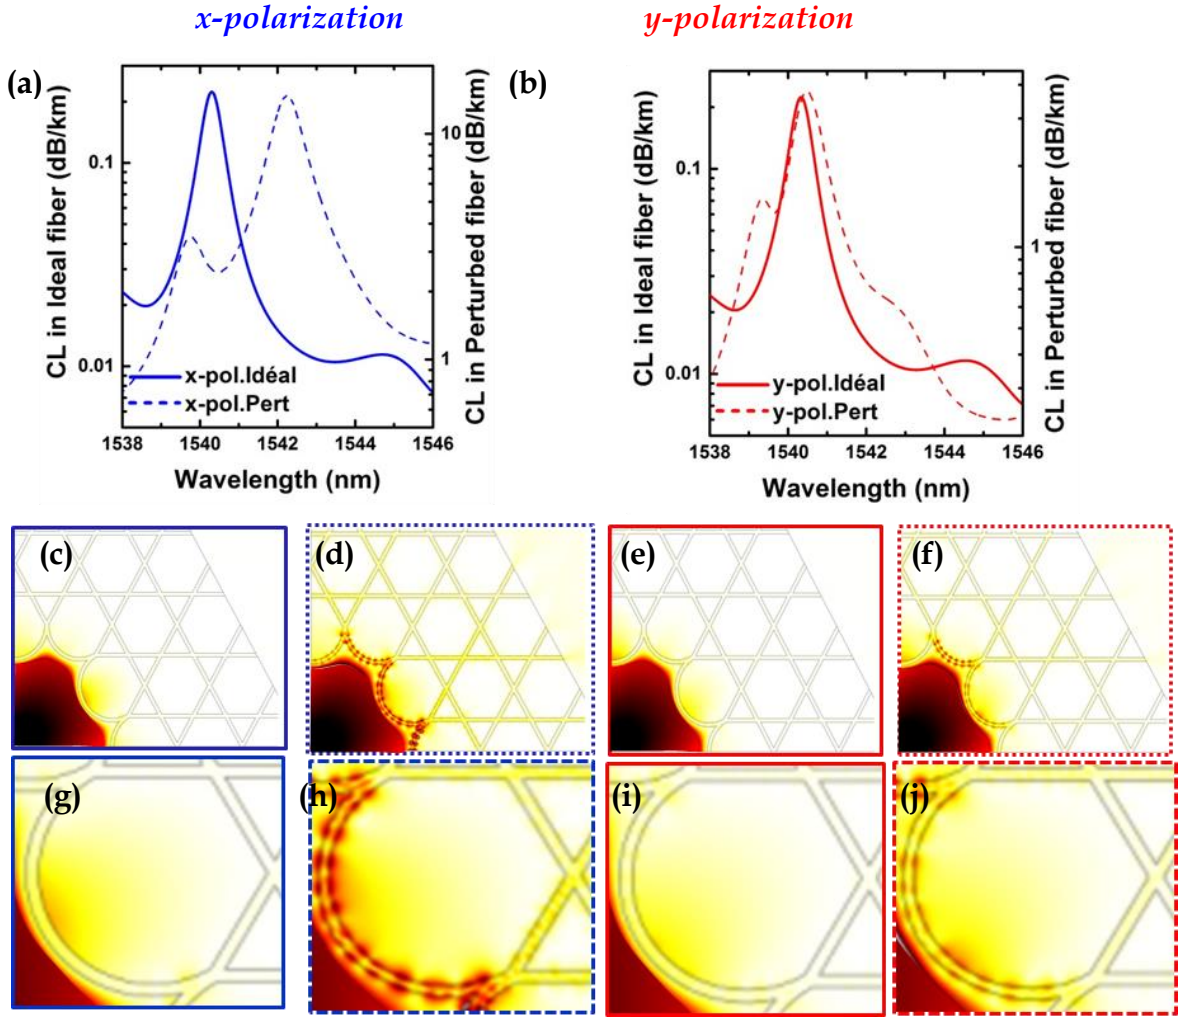 x-polarization
y-polarization
(a)
CL in Ideal fiber (dB/km)
0.1
0.01
10
1
CL in Perturbed fiber (dB/km)
x-pol.Idéal
x-pol.Pert
1538 1540 1542 1544 1546
Wavelength (nm)
(b)
CL in Ideal fiber (dB/km)
0.1
0.01
1
CL in Perturbed fiber (dB/km)
y-pol.Idéal
y-pol.Pert
1538 1540 1542 1544 1546
Wavelength (nm)
(c)
(d)
(e)
(f)
(g)
(h)
(i)
(j)